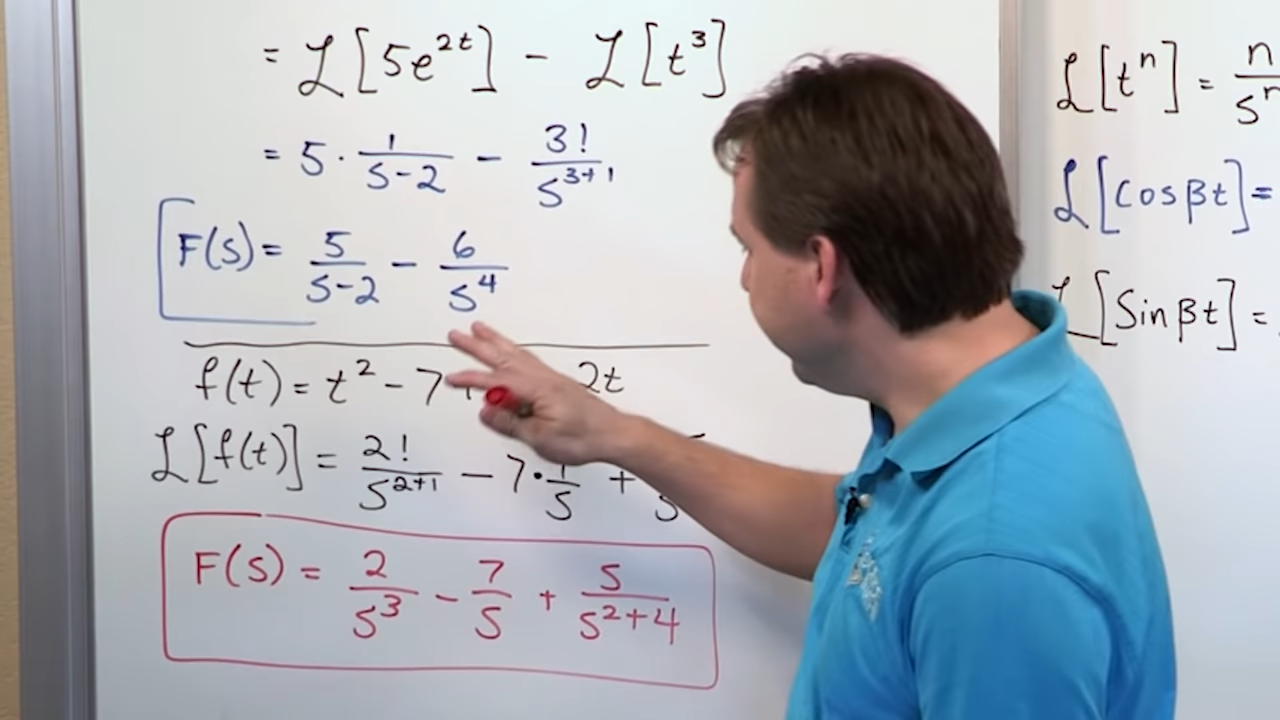 = ℒ[5e^{2t}] - ℒ[t^3]
= 5 · 1/(s-2) - 3!/s^{3+1}
F(s) = 5/(s-2) - 6/s^4
f(t) = t^2 - 7 2t
ℒ[f(t)] = 2!/s^{2+1} - 7 · 1/s +
F(s) = 2/s^3 - 7/s + s/(s^2+4)
ℒ[t^n] = n
ℒ[Cos βt] =
ℒ[Sin βt] =